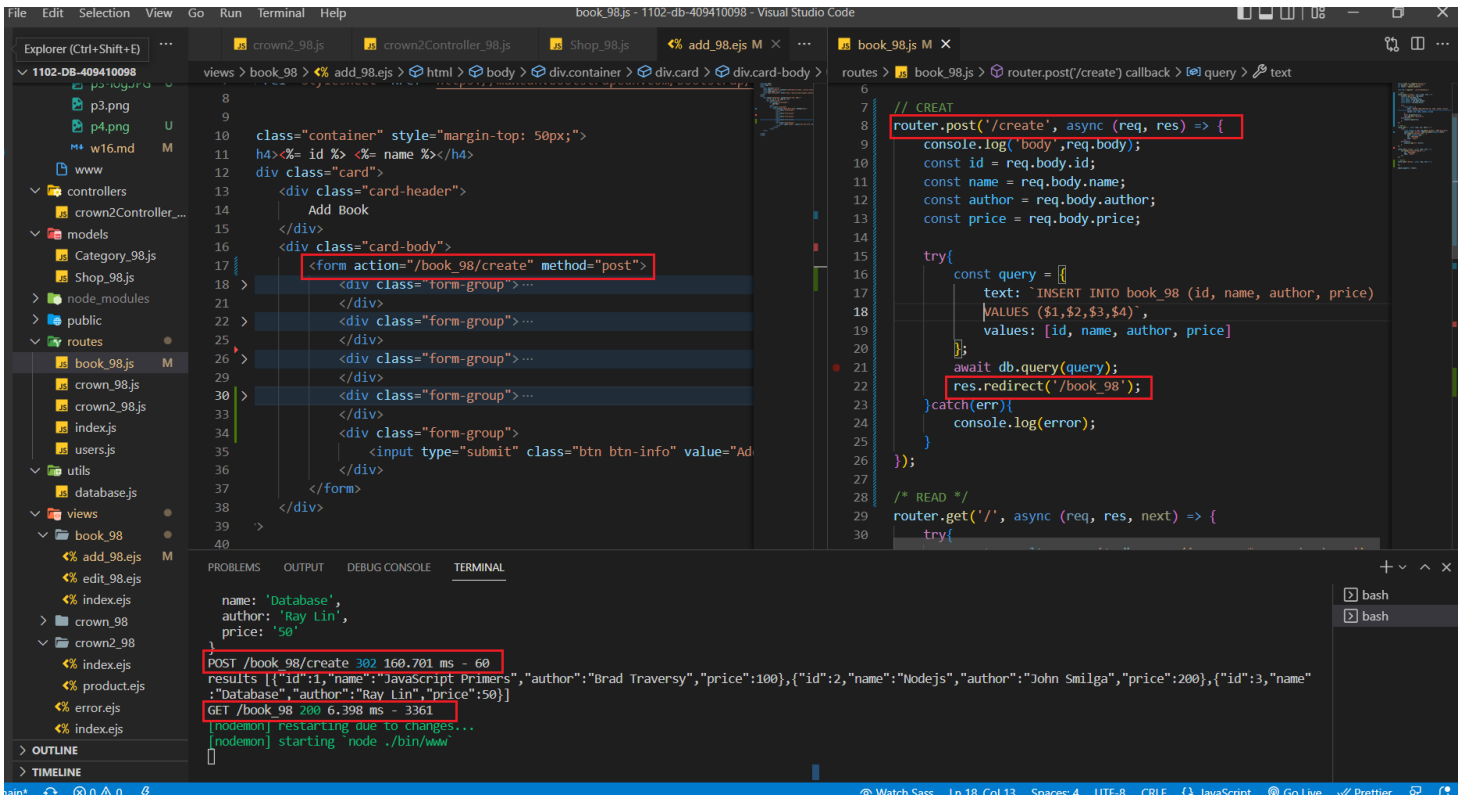 File Edit Selection View Go Run Terminal Help book_98.js - 1102-db-409410098 - Visual Studio Code
Explorer (Ctrl+Shift+E)
1102-DB-409410098
p3.png
p4.png U
w16.md M
www
controllers
crown2Controller_...
models
Category_98.js
Shop_98.js
node_modules
public
routes
book_98.js M
crown_98.js
crown2_98.js
index.js
users.js
utils
database.js
views
book_98
add_98.ejs M
edit_98.ejs
index.ejs
crown_98
crown2_98
index.ejs
product.ejs
error.ejs
index.ejs
OUTLINE
TIMELINE
crown2_98.js crown2Controller_98.js Shop_98.js add_98.ejs M
views > book_98 > add_98.ejs > html > body > div.container > div.card > div.card-body >
8
9
10 class="container" style="margin-top: 50px;">
11 h4><%= id %> <%= name %></h4>
12 div class="card">
13 <div class="card-header">
14 Add Book
15 </div>
16 <div class="card-body">
17 <form action="/book_98/create" method="post">
18 <div class="form-group">…
21 </div>
22 <div class="form-group">…
25 </div>
26 <div class="form-group">…
29 </div>
30 <div class="form-group">…
33 </div>
34 <div class="form-group">
35 <input type="submit" class="btn btn-info" value="Ad
36 </div>
37 </form>
38 </div>
39 >
40
book_98.js M
routes > book_98.js > router.post('/create') callback > query > text
6
7 // CREAT
8 router.post('/create', async (req, res) => {
9 console.log('body',req.body);
10 const id = req.body.id;
11 const name = req.body.name;
12 const author = req.body.author;
13 const price = req.body.price;
14
15 try{
16 const query = {
17 text: `INSERT INTO book_98 (id, name, author, price)
18 VALUES ($1,$2,$3,$4)`,
19 values: [id, name, author, price]
20 };
21 await db.query(query);
22 res.redirect('/book_98');
23 }catch(err){
24 console.log(error);
25 }
26 });
27
28 /* READ */
29 router.get('/', async (req, res, next) => {
30 try{
PROBLEMS OUTPUT DEBUG CONSOLE TERMINAL
name: 'Database',
author: 'Ray Lin',
price: '50'
}
POST /book_98/create 302 160.701 ms - 60
results [{"id":1,"name":"JavaScript Primers","author":"Brad Traversy","price":100},{"id":2,"name":"Nodejs","author":"John Smilga","price":200},{"id":3,"name"
:"Database","author":"Ray Lin","price":50}]
GET /book_98 200 6.398 ms - 3361
[nodemon] restarting due to changes...
[nodemon] starting `node ./bin/www`
bash
bash
0 0 Watch Sass Ln 18, Col 13 Spaces: 4 UTF-8 CRLF {} JavaScript Go Live Prettier